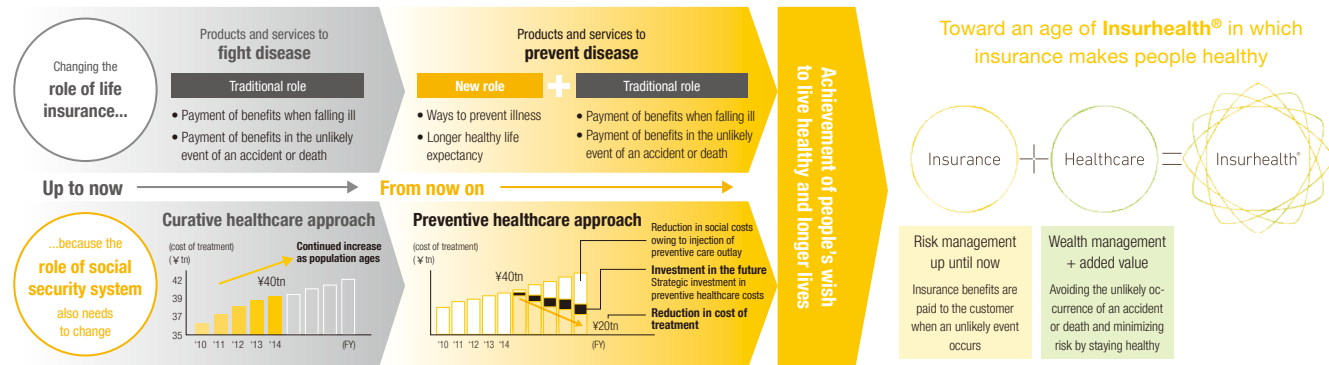 Changing the
role of life
insurance...
Products and services to
fight disease
Traditional role
• Payment of benefits when falling ill
• Payment of benefits in the unlikely
event of an accident or death
Products and services to
prevent disease
New role
Traditional role
• Ways to prevent illness
• Longer healthy life
expectancy
• Payment of benefits when falling ill
• Payment of benefits in the unlikely
event of an accident or death
Up to now
From now on
...because the
role of social
security system
also needs
to change
Curative healthcare approach
(cost of treatment)
(¥tn)
Continued increase
as population ages
¥40tn
42
39
37
35
'10 '11 '12 '13 '14
(FY)
Preventive healthcare approach
(cost of treatment)
(¥tn)
¥40tn
'10 '11 '12 '13 '14
(FY)
¥20tn
Reduction in social costs
owing to injection of
preventive care outlay
Investment in the future
Strategic investment in
preventive healthcare costs
Reduction in cost of
treatment
Achievement of people's wish
to live healthy and longer lives
Toward an age of Insurhealth® in which
insurance makes people healthy
Insurance
+
Healthcare
=
Insurhealth®
Risk management
up until now
Insurance benefits are
paid to the customer
when an unlikely event
occurs
Wealth management
+ added value
Avoiding the unlikely oc-
currence of an accident
or death and minimizing
risk by staying healthy